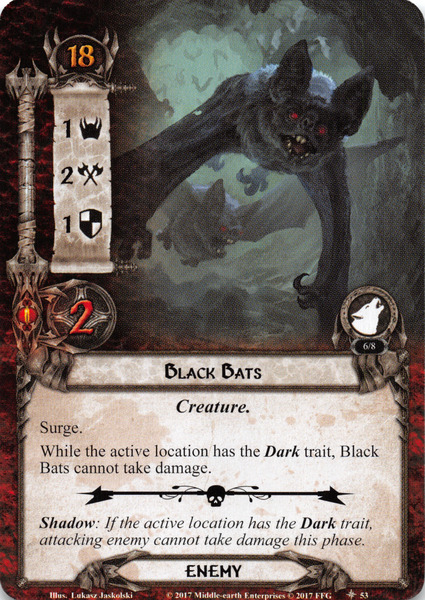 18
1
2
1
2
6/8
BLACK BATS
Creature.
Surge.
While the active location has the Dark trait, Black
Bats cannot take damage.
Shadow: If the active location has the Dark trait,
attacking enemy cannot take damage this phase.
ENEMY
Illus. Lukasz Jaskolski © 2017 Middle-earth Enterprises © 2017 FFG 53